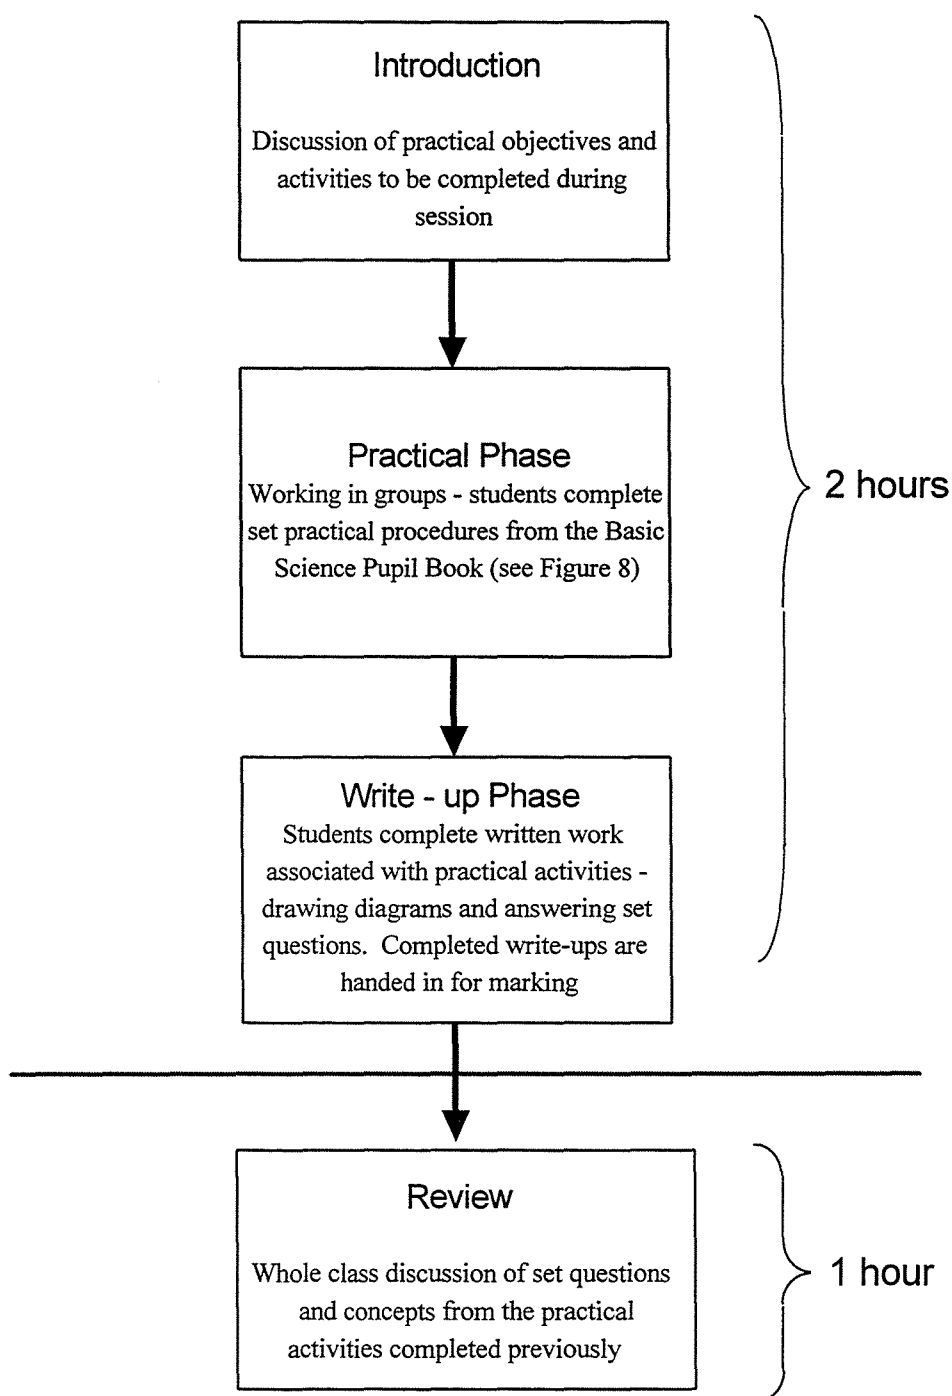 Introduction
Discussion of practical objectives and
activities to be completed during
session
Practical Phase
Working in groups - students complete
set practical procedures from the Basic
Science Pupil Book (see Figure 8)
2 hours
Write - up Phase
Students complete written work
associated with practical activities -
drawing diagrams and answering set
questions. Completed write-ups are
handed in for marking
Review
Whole class discussion of set questions
and concepts from the practical
activities completed previously
1 hour